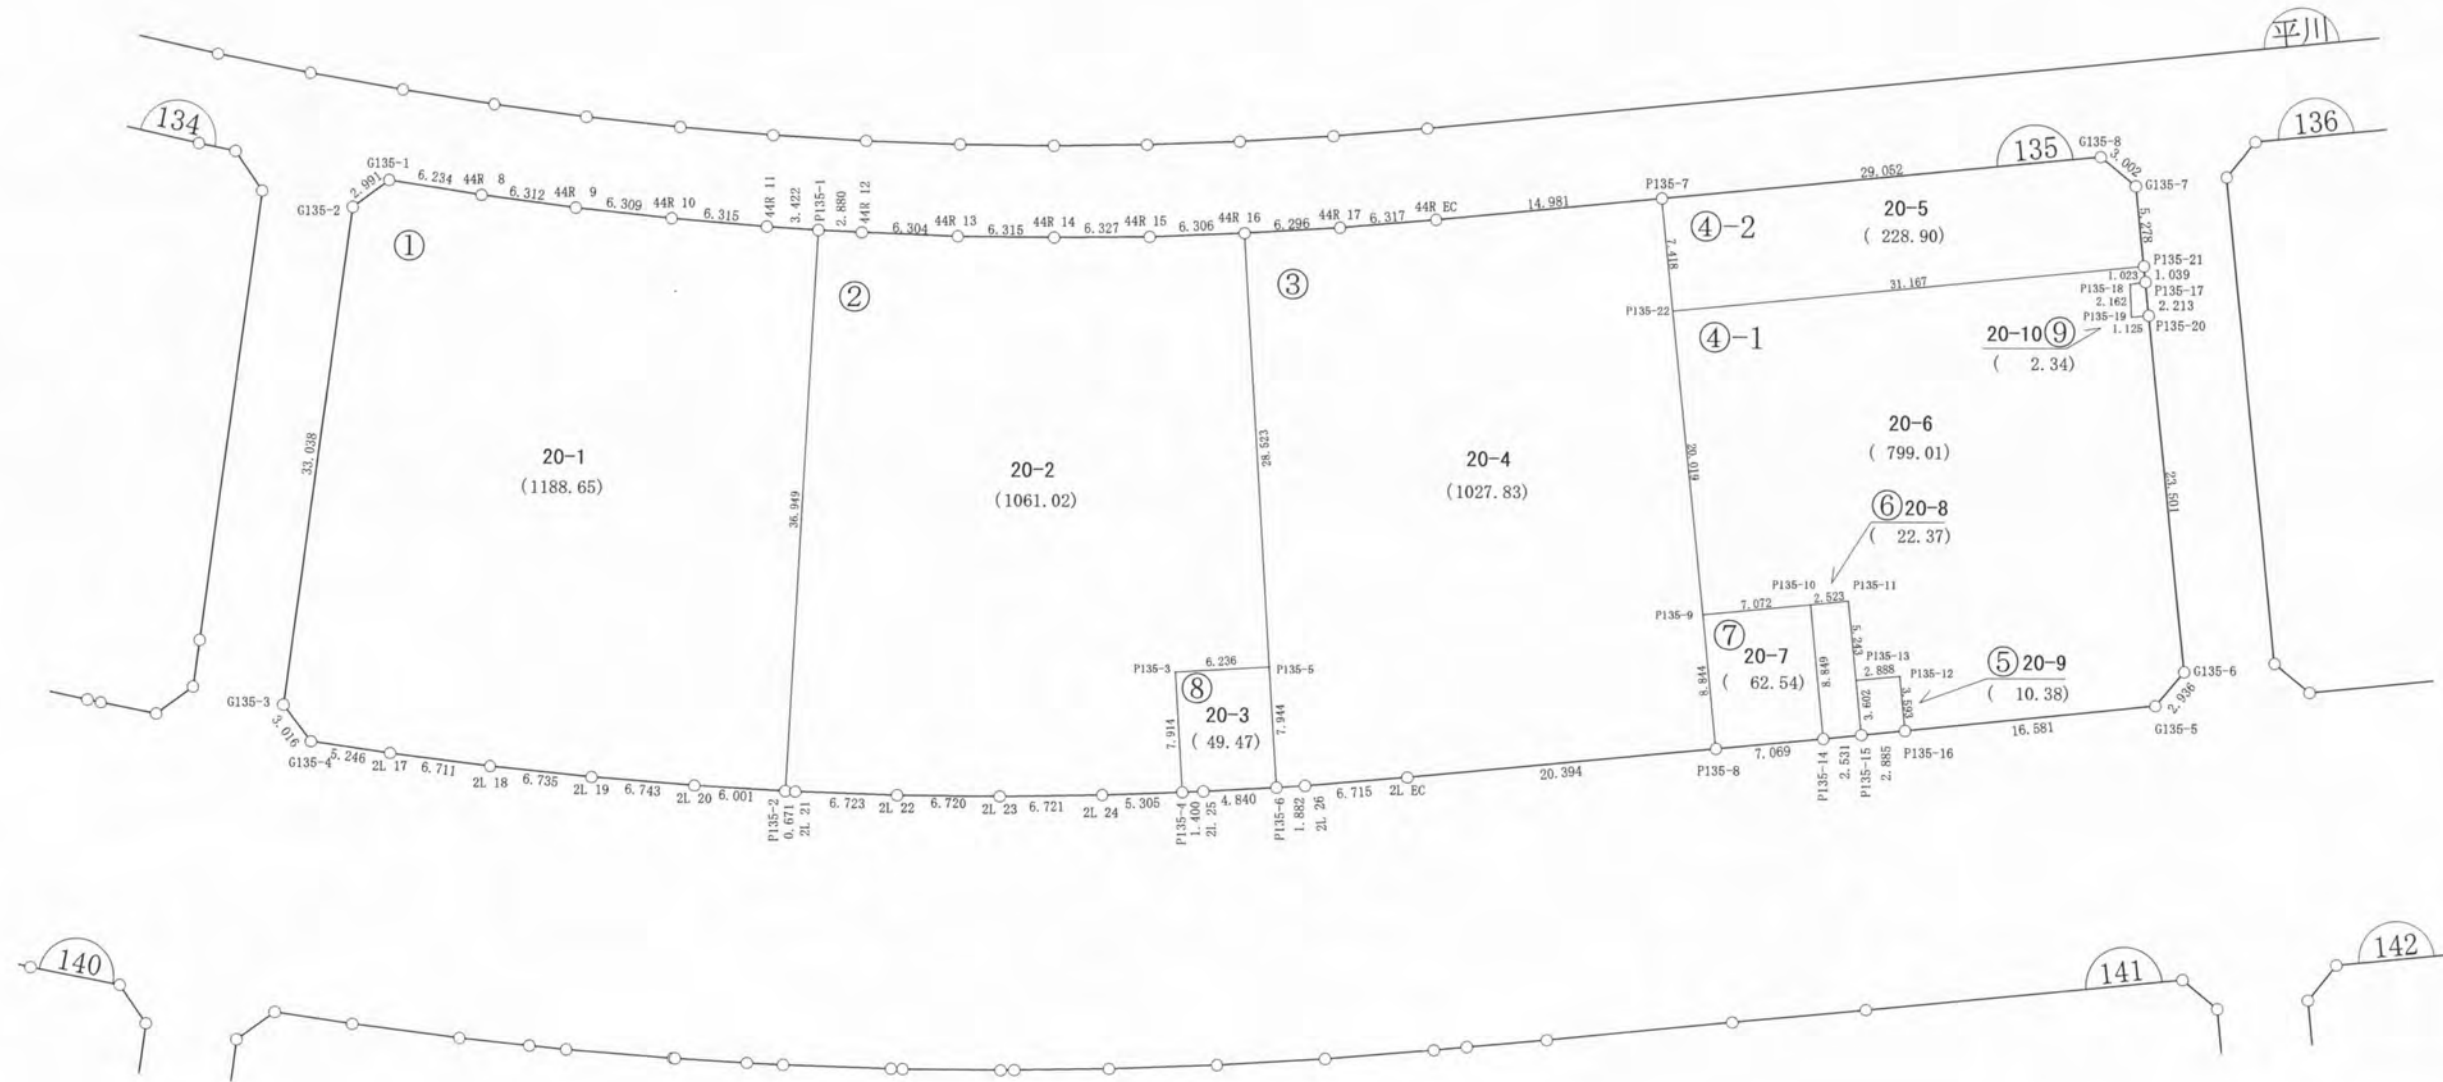 平川
134
136
135
G135-8
3.002
G135-7
G135-1
2.991
G135-2
6.234
44R 8
6.312
44R 9
6.309
44R 10
6.315
44R 11
3.422
P135-1
2.880
44R 12
6.304
44R 13
6.315
44R 14
6.327
44R 15
6.306
44R 16
6.296
44R 17
6.317
44R EC
14.981
P135-7
29.052
①
②
③
④-2
20-5
( 228.90)
5.278
7.418
31.167
P135-21
1.023
1.039
P135-18
P135-17
2.162
2.213
P135-19
P135-20
1.125
P135-22
④-1
20-10⑨
( 2.34)
33.038
20-1
(1188.65)
36.949
20-2
(1061.02)
28.523
20-4
(1027.83)
20.019
20-6
( 799.01)
23.501
⑥20-8
( 22.37)
P135-10
P135-11
P135-9
7.072
2.523
⑦
20-7
( 62.54)
8.844
8.849
5.243
P135-13
2.888
P135-12
3.602
3.593
⑤20-9
( 10.38)
P135-3
6.236
P135-5
⑧
20-3
( 49.47)
7.914
7.944
G135-3
3.016
G135-4
5.246
2L 17
6.711
2L 18
6.735
2L 19
6.743
2L 20
6.001
P135-2
0.671
2L 21
6.723
2L 22
6.720
2L 23
6.721
2L 24
5.305
P135-4
1.400
2L 25
4.840
P135-6
1.882
2L 26
6.715
2L EC
20.394
P135-8
7.069
P135-14
2.531
P135-15
2.885
P135-16
16.581
G135-5
2.936
G135-6
140
141
142